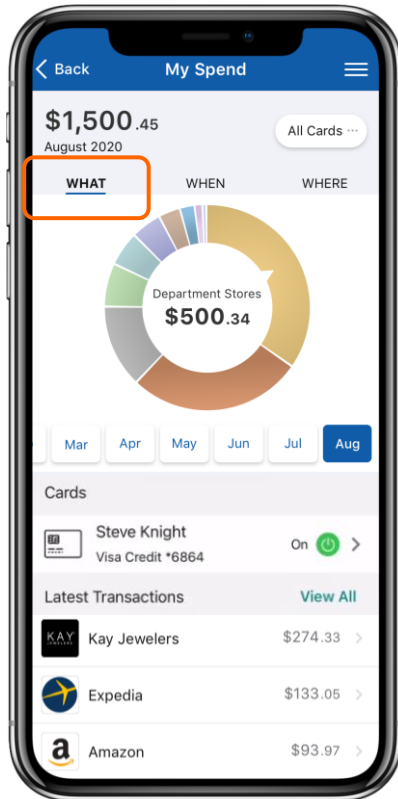 Back My Spend
$1,500.45
August 2020
All Cards ···
WHAT WHEN WHERE
Department Stores
$500.34
Mar Apr May Jun Jul Aug
Cards
Steve Knight
Visa Credit *6864
On
Latest Transactions View All
KAY
JEWELERS
Kay Jewelers $274.33
Expedia $133.05
a
Amazon $93.97